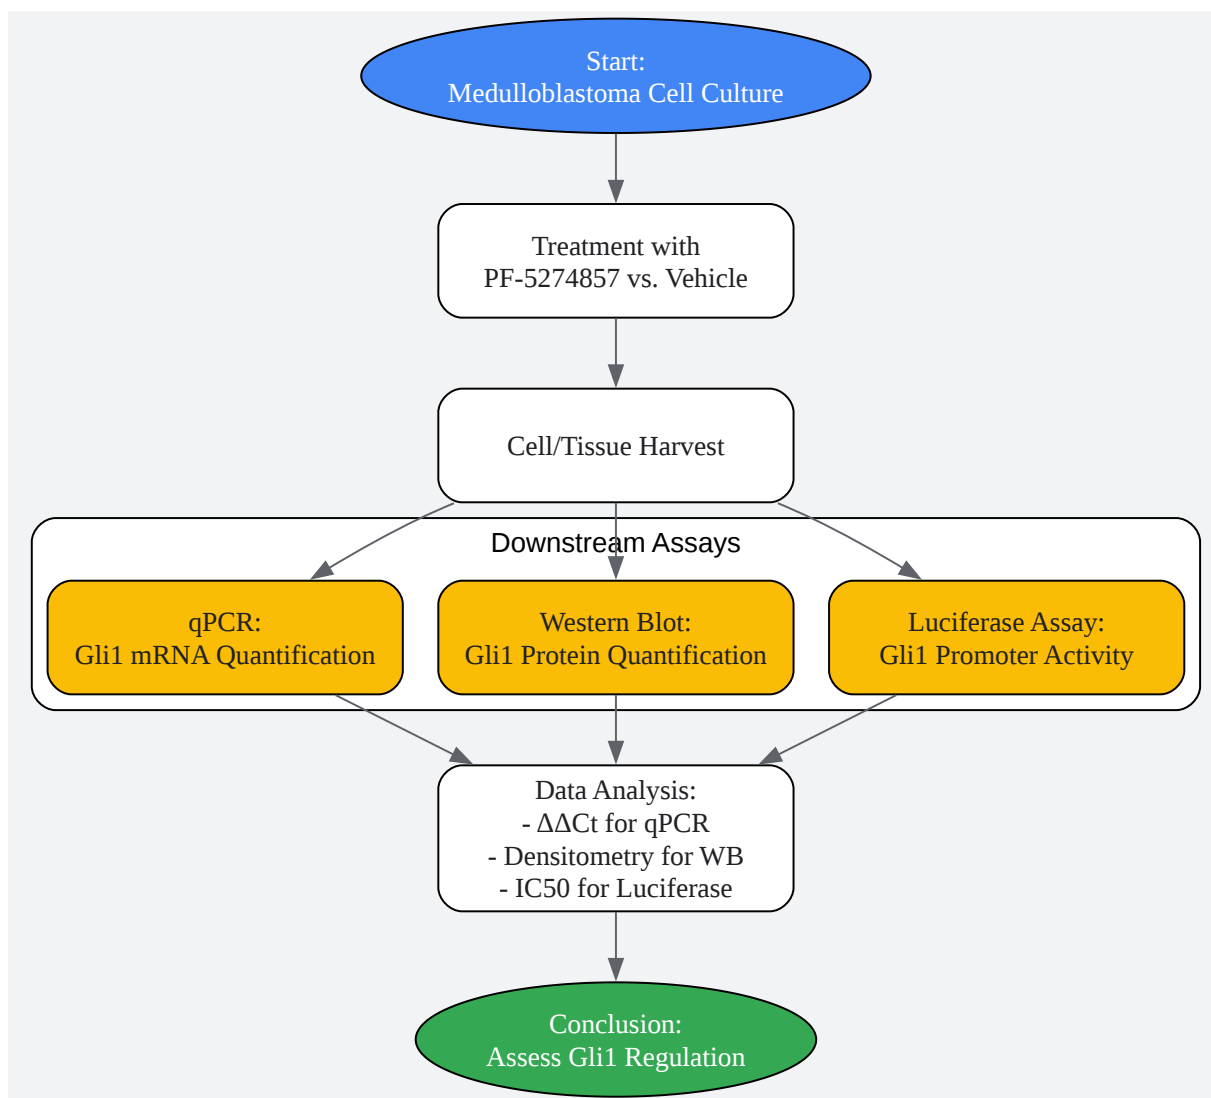 Start:
Medulloblastoma Cell Culture
Treatment with
PF-5274857 vs. Vehicle
Cell/Tissue Harvest
Downstream Assays
qPCR:
Gli1 mRNA Quantification
Western Blot:
Gli1 Protein Quantification
Luciferase Assay:
Gli1 Promoter Activity
Data Analysis:
- ΔΔCt for qPCR
- Densitometry for WB
- IC50 for Luciferase
Conclusion:
Assess Gli1 Regulation